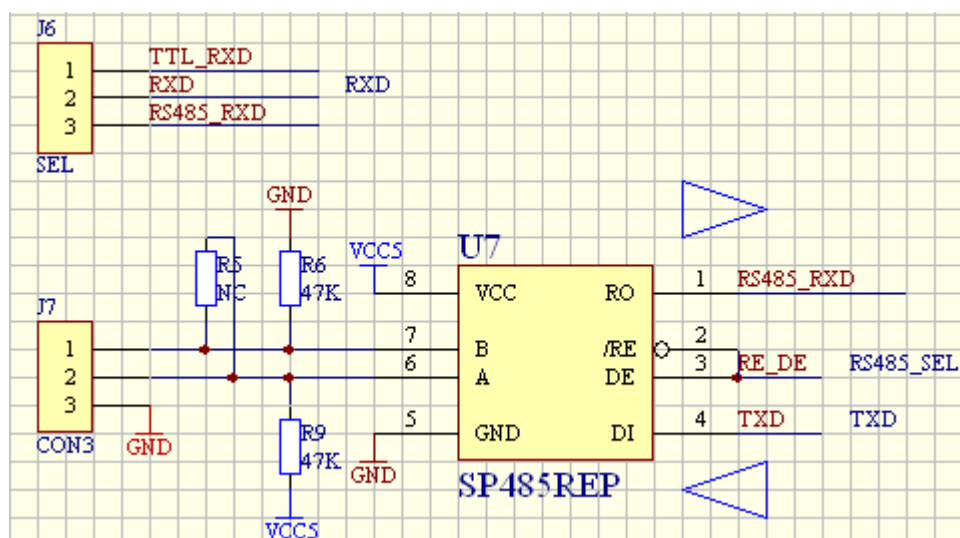 J6
1 TTL_RXD
2 RXD RXD
3 RS485_RXD
SEL
GND
U7
VCC5
R5
NC
R6
47K
8 VCC RO 1 RS485_RXD
J7
1 7 B /RE 2
2 6 A DE 3 RE_DE RS485_SEL
3 5 GND DI 4 TXD TXD
CON3
GND
R9
47K
GND
SP485REP
VCC5